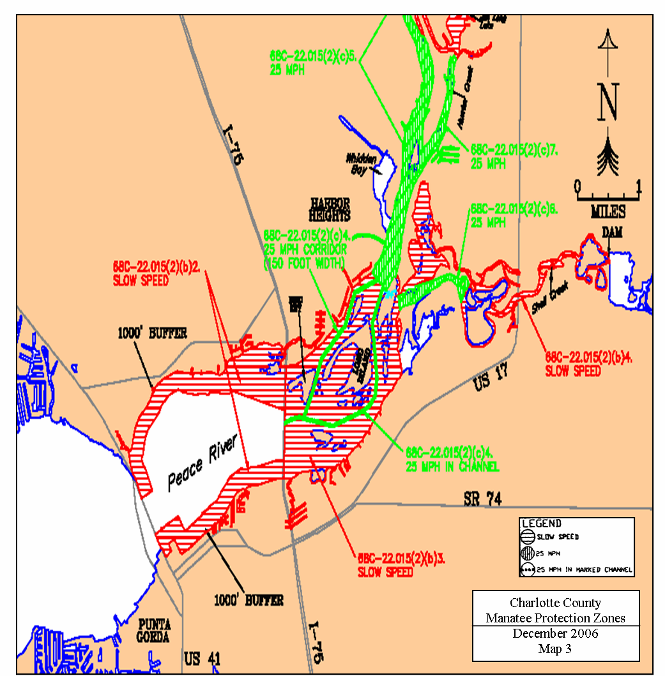 68C-22.015(2)(c)5.
25 MPH
I-75
Whidden
Bay
68C-22.015(2)(c)7.
25 MPH
N
0 1
MILES
DAM
HARBOR
HEIGHTS
68C-22.015(2)(c)6.
25 MPH
68C-22.015(2)(c)4.
25 MPH CORRIDOR
(150 FOOT WIDTH)
68C-22.015(2)(b)2.
SLOW SPEED
Shell Creek
1000' BUFFER
68C-22.015(2)(b)4.
SLOW SPEED
US 17
Peace River
68C-22.015(2)(c)4.
25 MPH IN CHANNEL
SR 74
LEGEND
SLOW SPEED
25 MPH
25 MPH IN MARKED CHANNEL
68C-22.015(2)(b)3.
SLOW SPEED
1000' BUFFER
PUNTA
GORDA
US 41
I-75
Charlotte County
Manatee Protection Zones
December 2006
Map 3